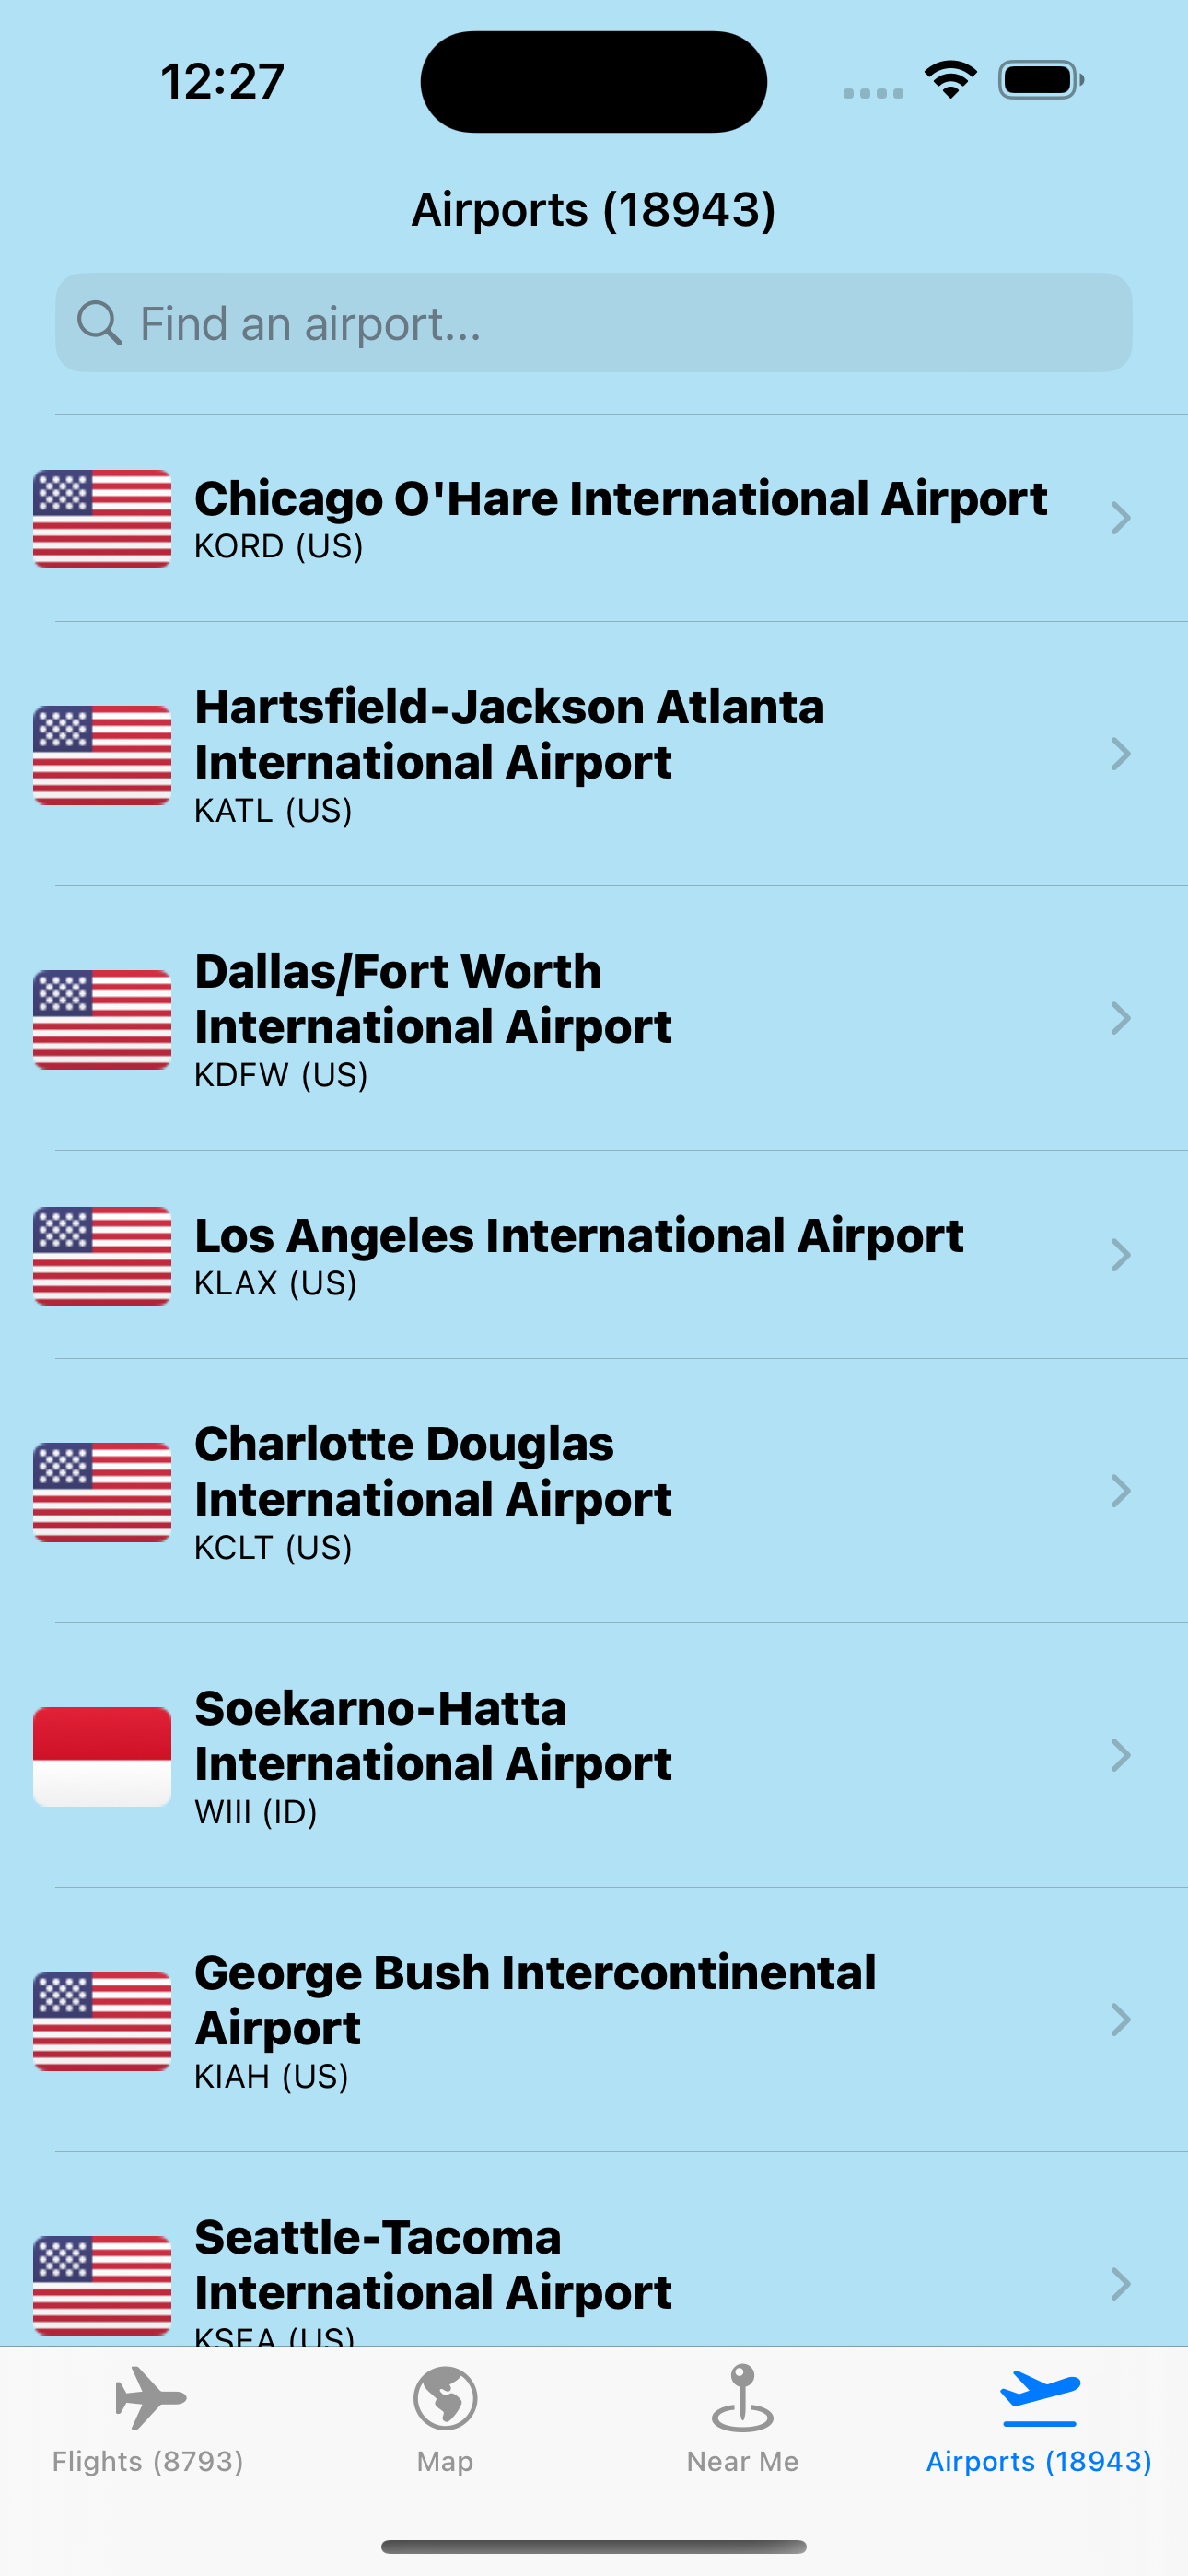 12:27
Airports (18943)
Find an airport...
Chicago O'Hare International Airport
KORD (US)
Hartsfield-Jackson Atlanta
International Airport
KATL (US)
Dallas/Fort Worth
International Airport
KDFW (US)
Los Angeles International Airport
KLAX (US)
Charlotte Douglas
International Airport
KCLT (US)
Soekarno-Hatta
International Airport
WIII (ID)
George Bush Intercontinental
Airport
KIAH (US)
Seattle-Tacoma
International Airport
KSEA (US)
Flights (8793)
Map
Near Me
Airports (18943)